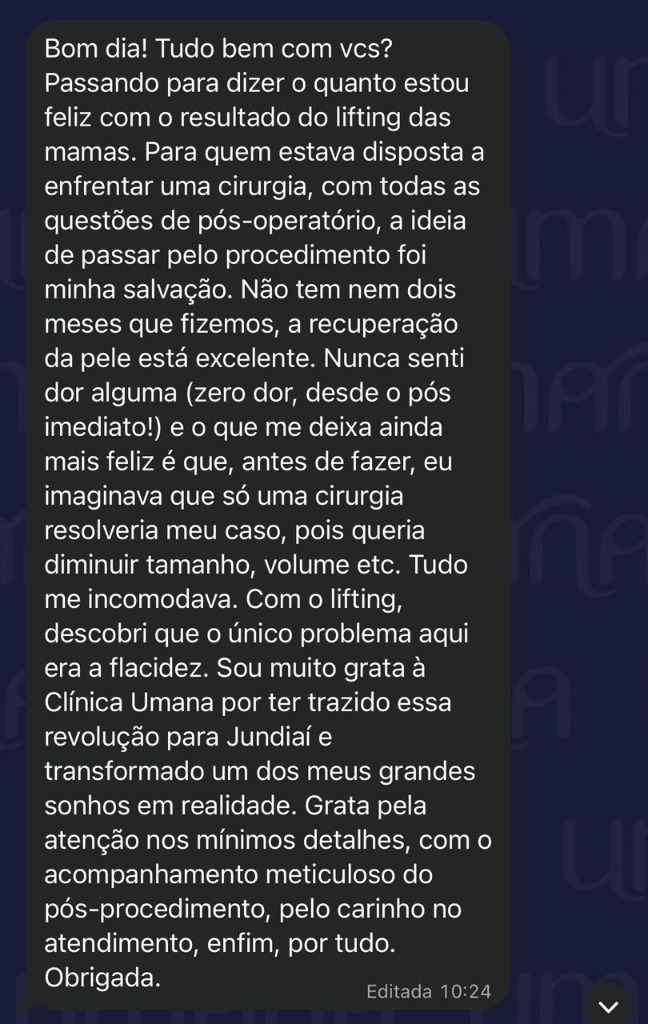 Bom dia! Tudo bem com vcs?
Passando para dizer o quanto estou
feliz com o resultado do lifting das
mamas. Para quem estava disposta a
enfrentar uma cirurgia, com todas as
questões de pós-operatório, a ideia
de passar pelo procedimento foi
minha salvação. Não tem nem dois
meses que fizemos, a recuperação
da pele está excelente. Nunca senti
dor alguma (zero dor, desde o pós
imediato!) e o que me deixa ainda
mais feliz é que, antes de fazer, eu
imaginava que só uma cirurgia
resolveria meu caso, pois queria
diminuir tamanho, volume etc. Tudo
me incomodava. Com o lifting,
descobri que o único problema aqui
era a flacidez. Sou muito grata à
Clínica Umana por ter trazido essa
revolução para Jundiaí e
transformado um dos meus grandes
sonhos em realidade. Grata pela
atenção nos mínimos detalhes, com o
acompanhamento meticuloso do
pós-procedimento, pelo carinho no
atendimento, enfim, por tudo.
Obrigada.
Editada 10:24